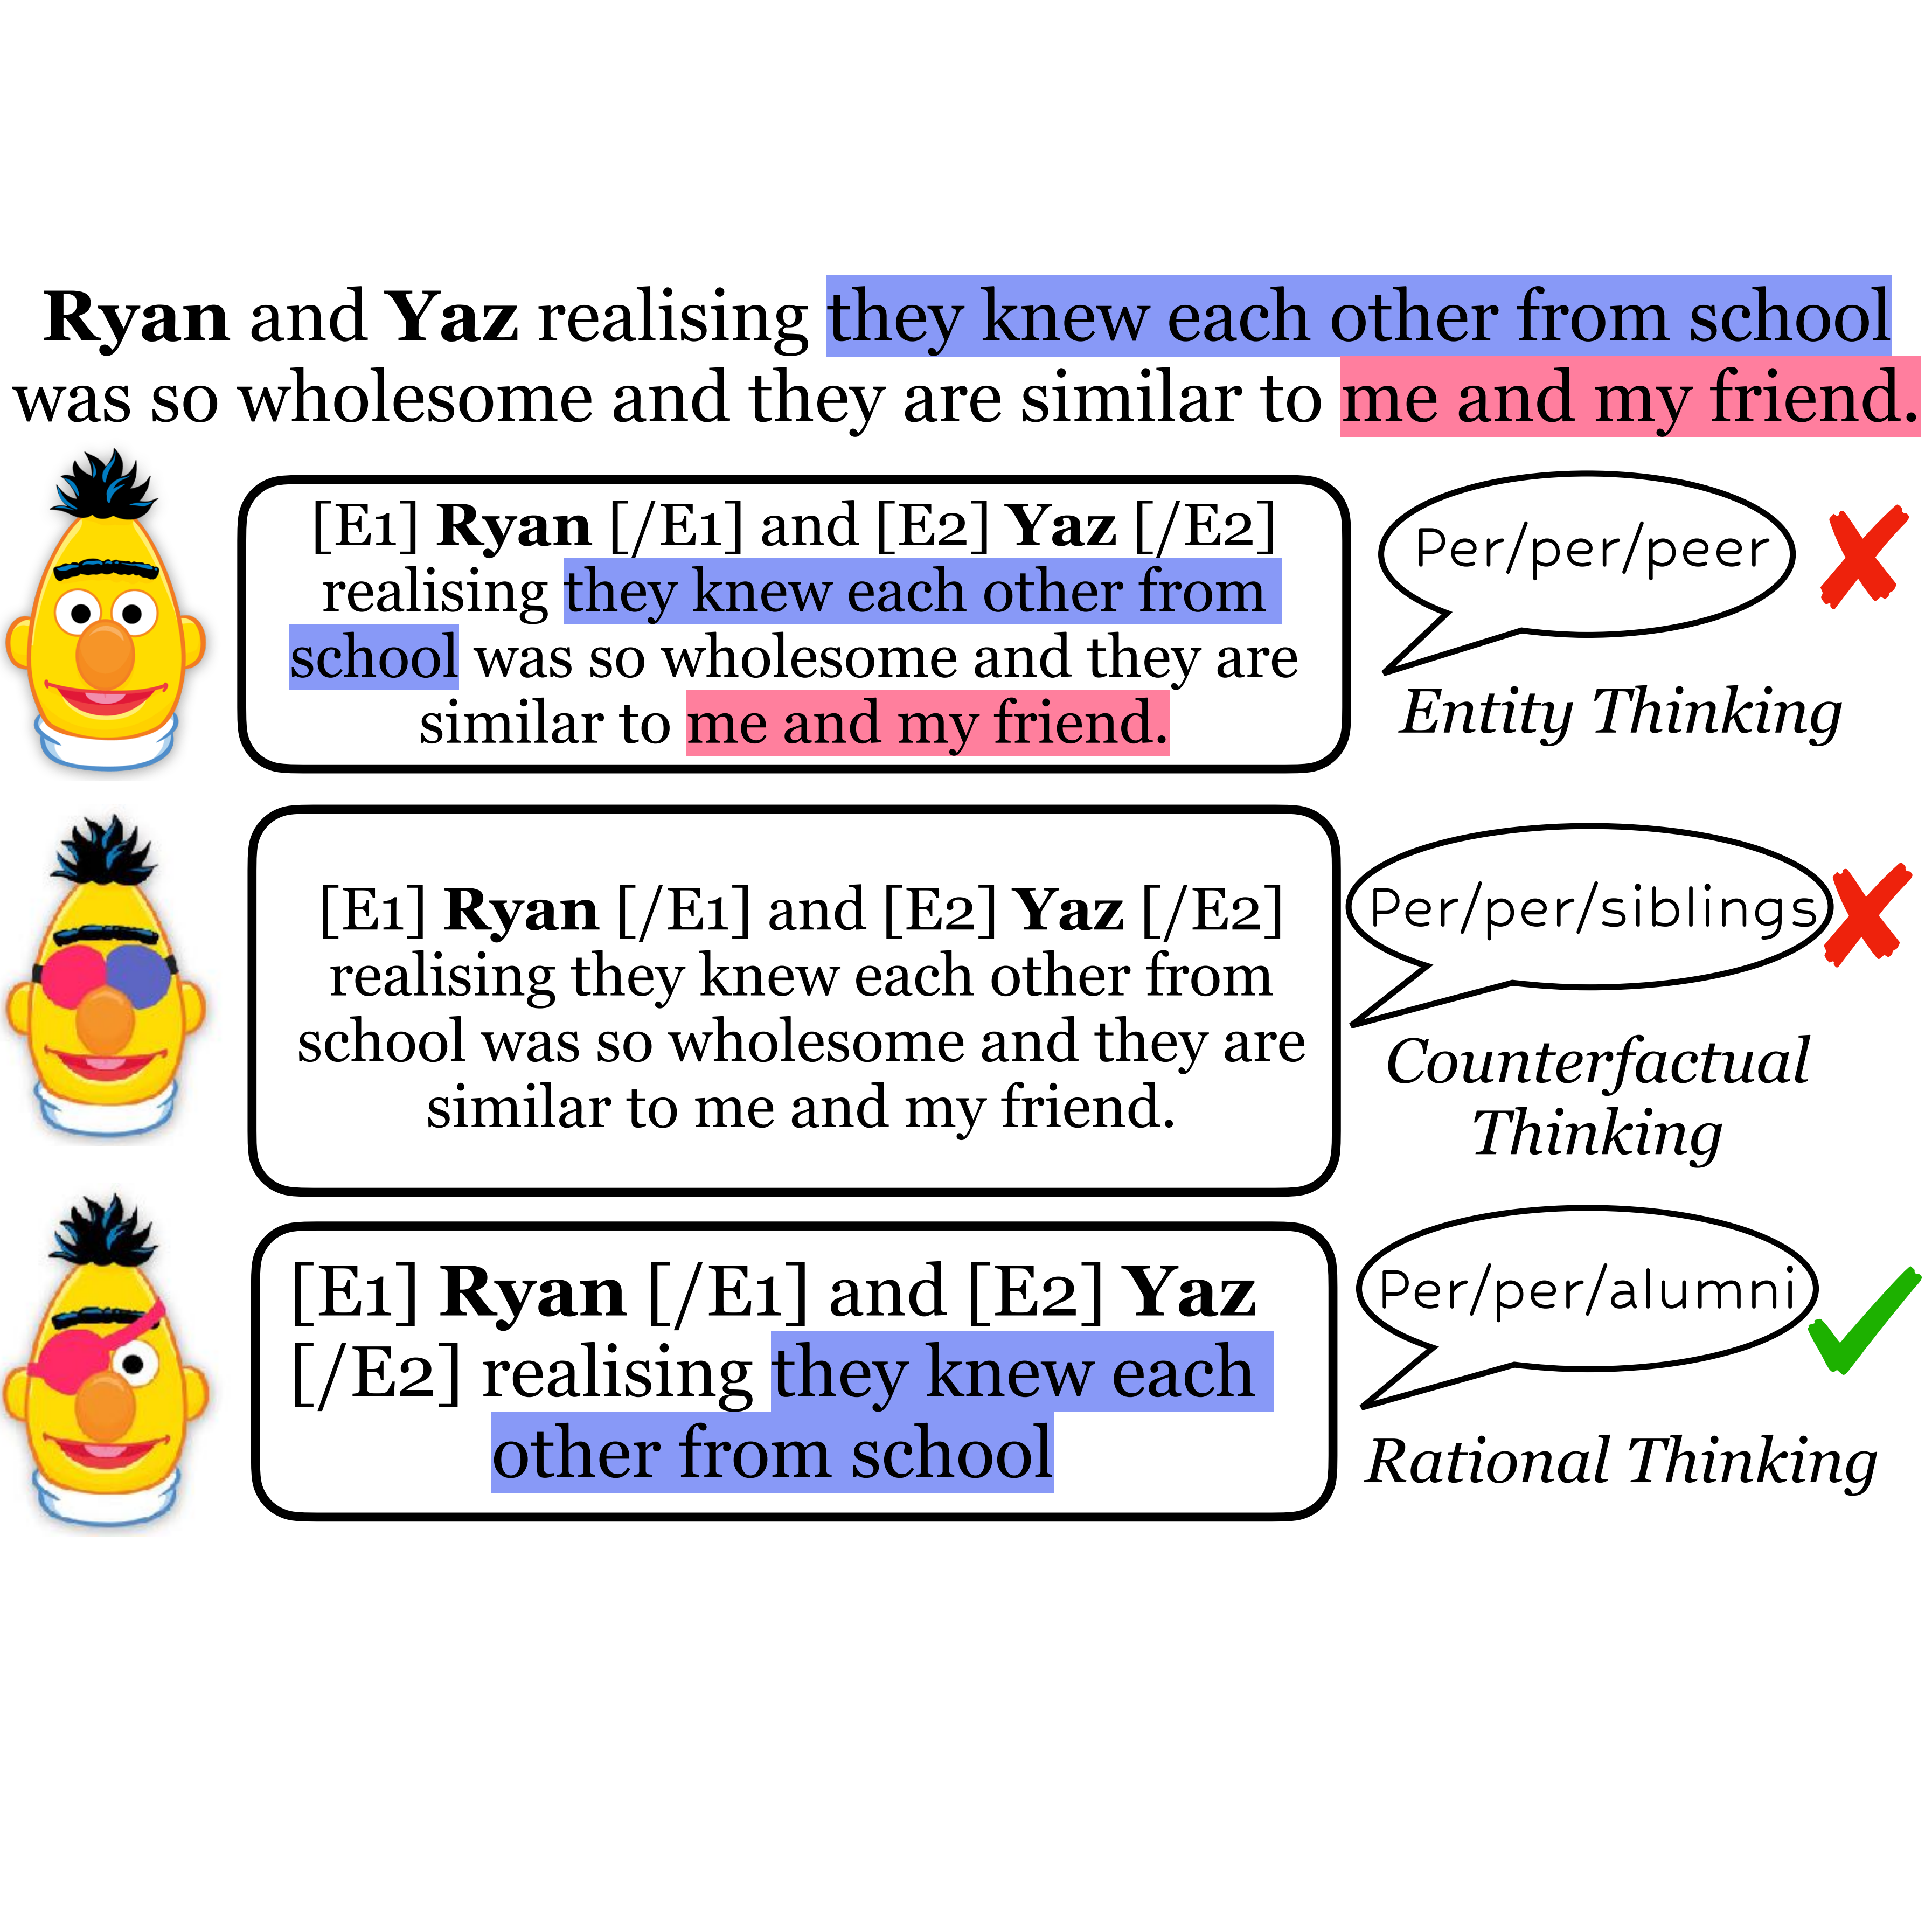 Ryan and Yaz realising they knew each other from school
was so wholesome and they are similar to me and my friend.
[E1] Ryan [/E1] and [E2] Yaz [/E2]
realising they knew each other from
school was so wholesome and they are
similar to me and my friend.
Per/per/peer
Entity Thinking
[E1] Ryan [/E1] and [E2] Yaz [/E2]
realising they knew each other from
school was so wholesome and they are
similar to me and my friend.
Per/per/siblings
Counterfactual
Thinking
[E1] Ryan [/E1] and [E2] Yaz
[/E2] realising they knew each
other from school
Per/per/alumni
Rational Thinking